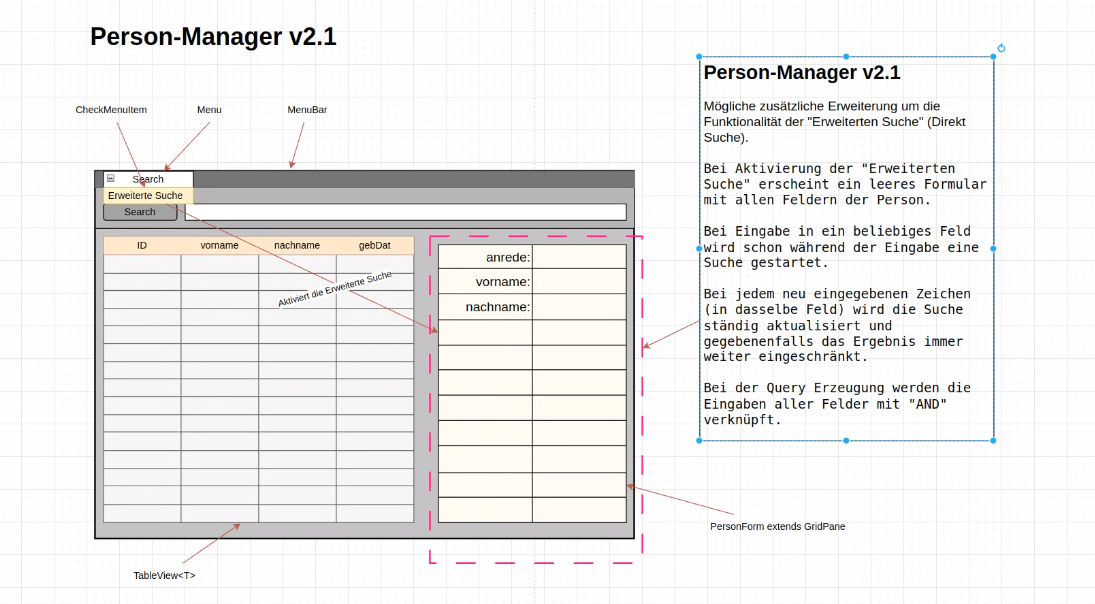 Person-Manager v2.1
CheckMenuItem
Menu
MenuBar
Search
Erweiterte Suche
Search
ID
vorname
nachname
gebDat
Aktiviert die Erweiterte Suche
anrede:
vorname:
nachname:
TableView<T>
PersonForm extends GridPane
Person-Manager v2.1
Mögliche zusätzliche Erweiterung um die
Funktionalität der "Erweiterten Suche" (Direkt
Suche).
Bei Aktivierung der "Erweiterten
Suche" erscheint ein leeres Formular
mit allen Feldern der Person.
Bei Eingabe in ein beliebiges Feld
wird schon während der Eingabe eine
Suche gestartet.
Bei jedem neu eingegebenen Zeichen
(in dasselbe Feld) wird die Suche
ständig aktualisiert und
gegebenenfalls das Ergebnis immer
weiter eingeschränkt.
Bei der Query Erzeugung werden die
Eingaben aller Felder mit "AND"
verknüpft.